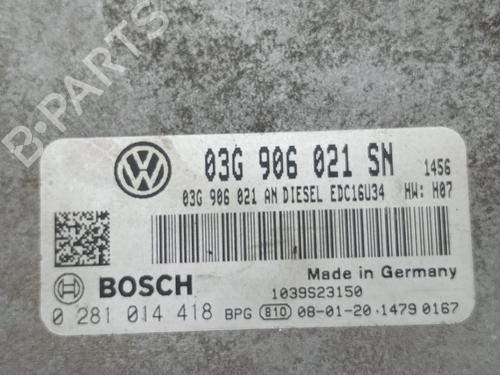 B-PARTS
03G 906 021 SN 1456
03G 906 021 AN DIESEL EDC16U34 HW: H07
Made in Germany
BOSCH 1039S23150
0 281 014 418 BPG 810 08-01-20 · 1479 0167